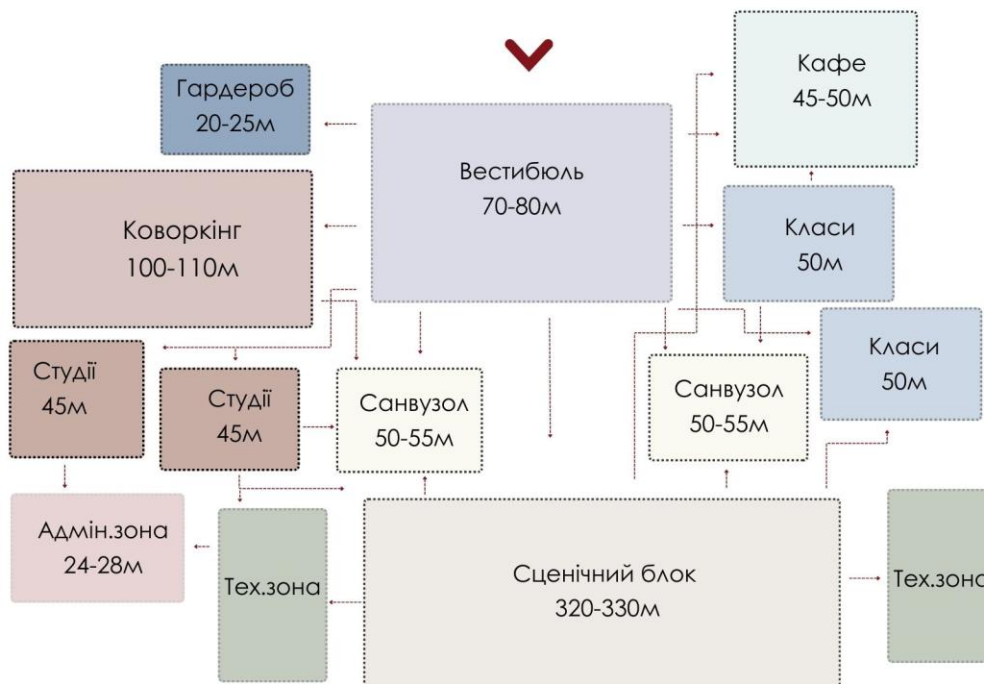 Гардероб
20-25м
Вестибюль
70-80м
Кафе
45-50м
Коворкінг
100-110м
Класи
50м
Студії
45м
Студії
45м
Санвузол
50-55м
Санвузол
50-55м
Класи
50м
Адмін.зона
24-28м
Тех.зона
Сценічний блок
320-330м
Тех.зона